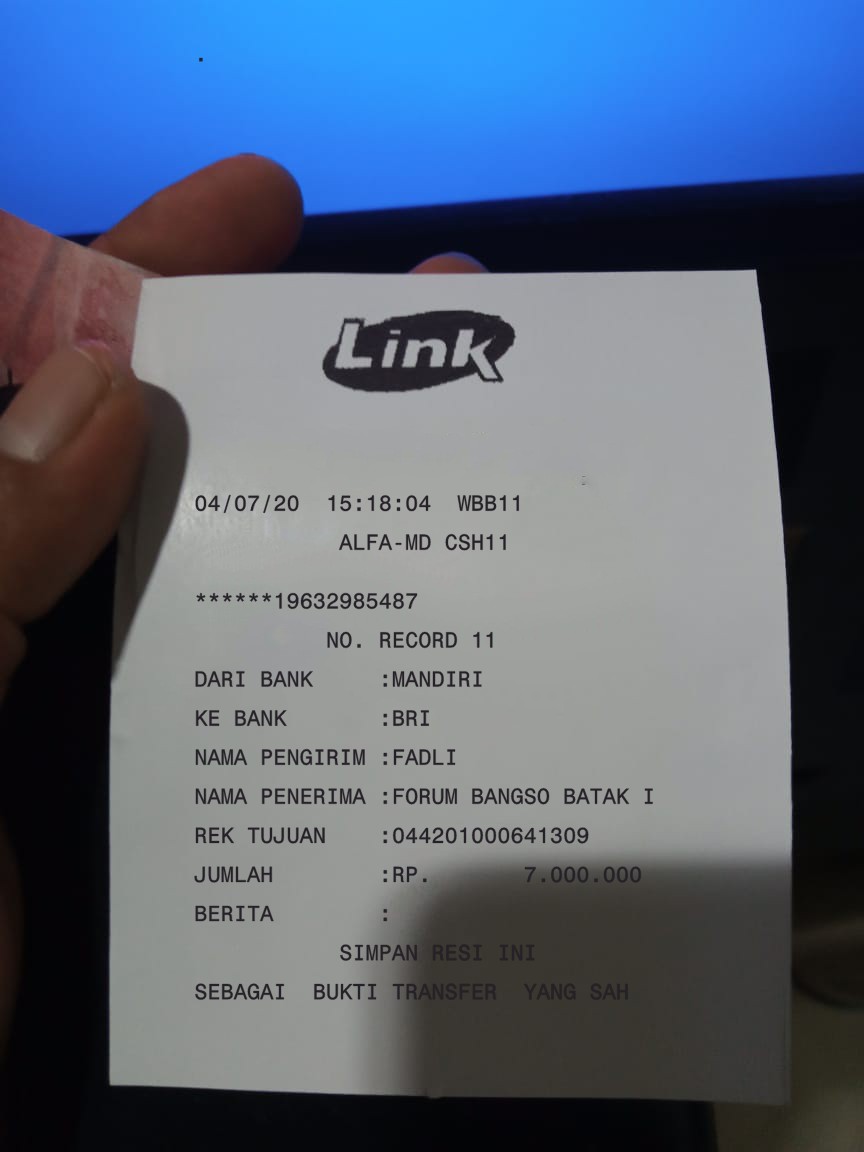 Link
04/07/20 15:18:04 WBB11
ALFA-MD CSH11
******19632985487
NO. RECORD 11
DARI BANK :MANDIRI
KE BANK :BRI
NAMA PENGIRIM :FADLI
NAMA PENERIMA :FORUM BANGSO BATAK I
REK TUJUAN :044201000641309
JUMLAH :RP. 7.000.000
BERITA :
SIMPAN RESI INI
SEBAGAI BUKTI TRANSFER YANG SAH